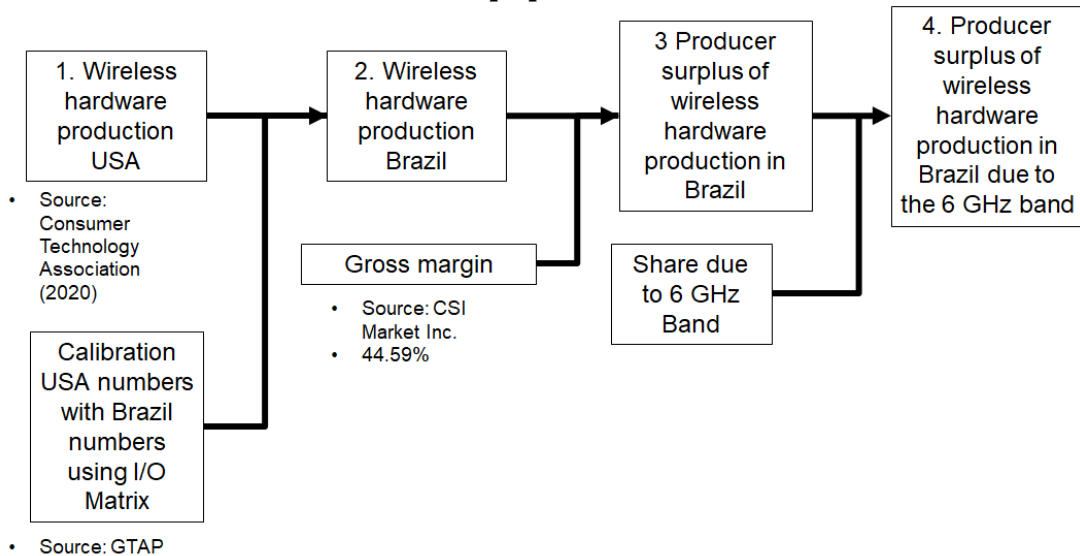 1. Wireless
hardware
production
USA
• Source:
Consumer
Technology
Association
(2020)
Calibration
USA numbers
with Brazil
numbers
using I/O
Matrix
• Source: GTAP
2. Wireless
hardware
production
Brazil
Gross margin
• Source: CSI
Market Inc.
• 44.59%
3 Producer
surplus of
wireless
hardware
production in
Brazil
Share due
to 6 GHz
Band
4. Producer
surplus of
wireless
hardware
production in
Brazil due to
the 6 GHz band